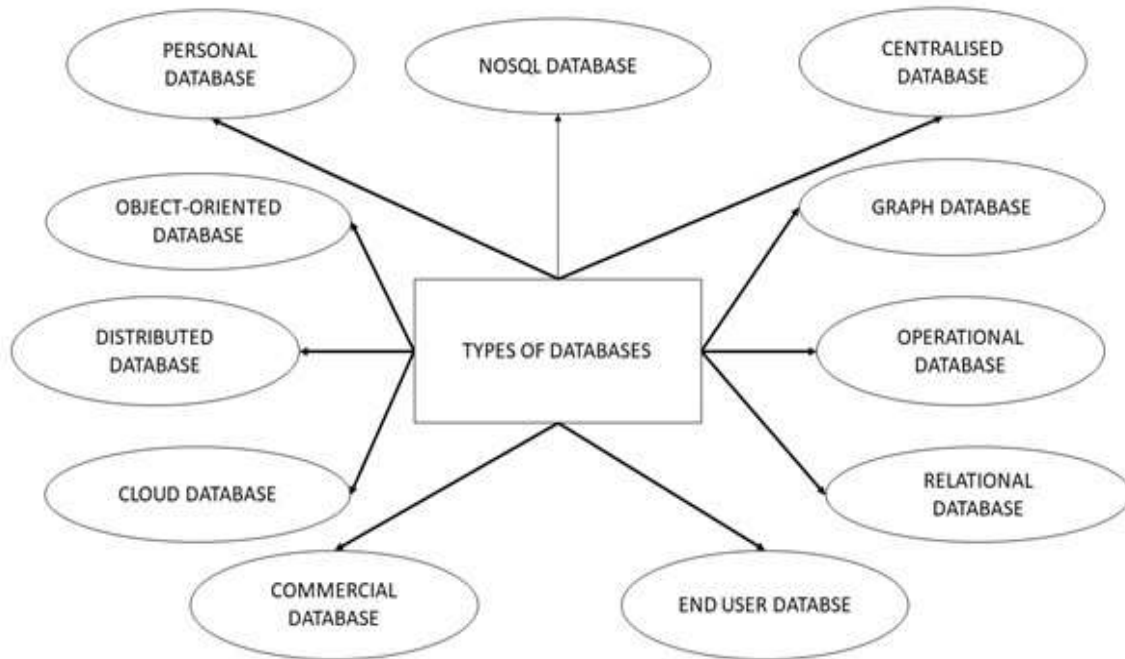 PERSONAL
DATABASE
NOSQL DATABASE
CENTRALISED
DATABASE
OBJECT-ORIENTED
DATABASE
GRAPH DATABASE
DISTRIBUTED
DATABASE
TYPES OF DATABASES
OPERATIONAL
DATABASE
CLOUD DATABASE
RELATIONAL
DATABASE
COMMERCIAL
DATABASE
END USER DATABSE